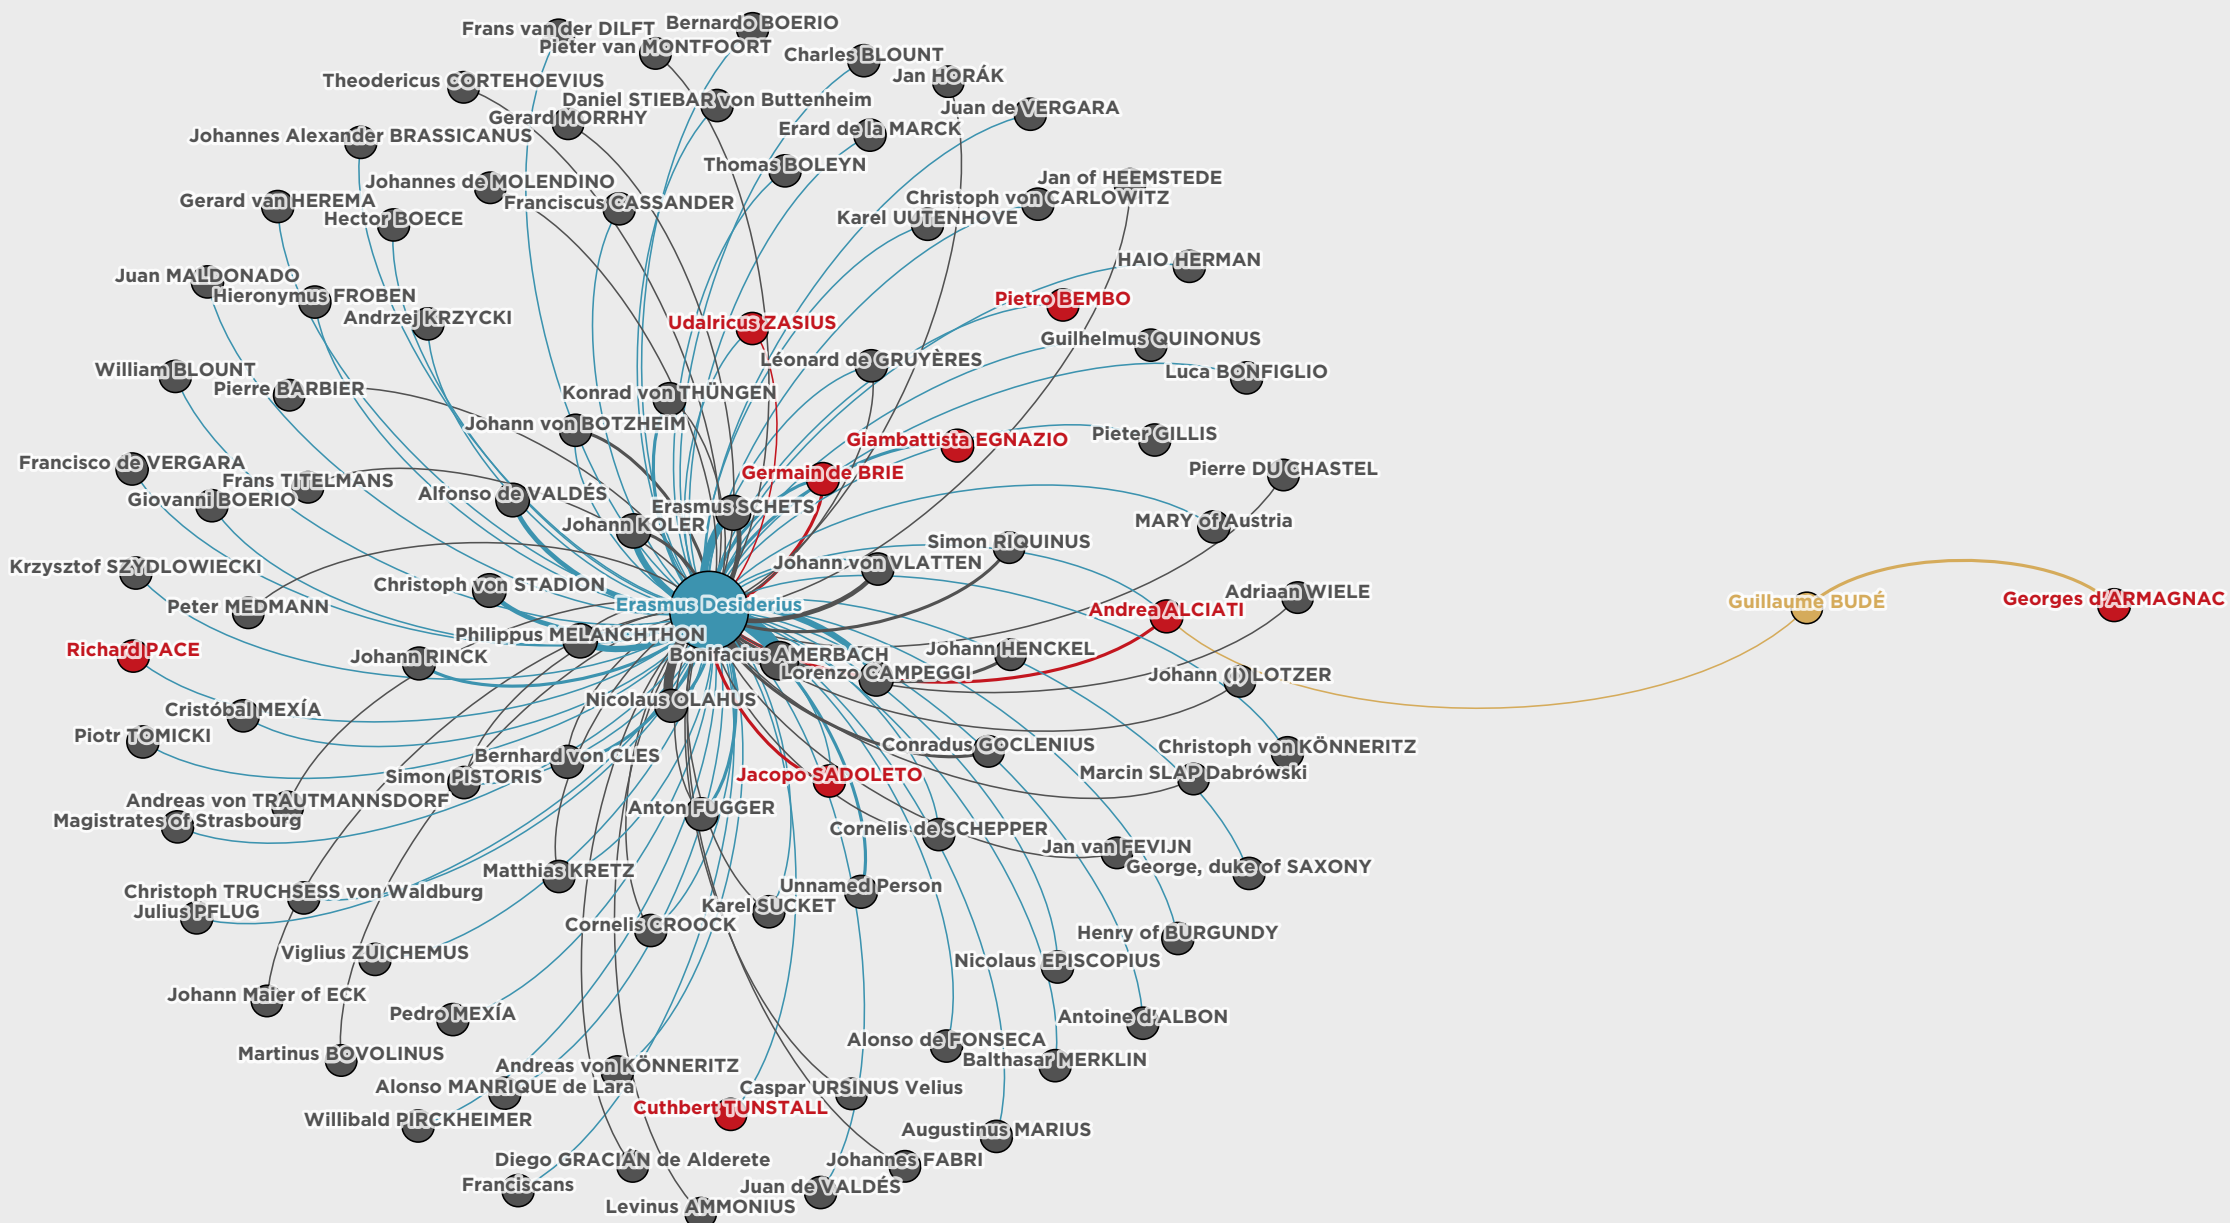 Frans van der DILFT
Bernardo BOERIO
Pieter van MONTFOORT
Charles BLOUNT
Jan HORÁK
Theodericus CORTEHOEVIUS
Daniel STIEBAR von Buttenheim
Juan de VERGARA
Gerard MORRHY
Erard de la MARCK
Johannes Alexander BRASSICANUS
Thomas BOLEYN
Johannes de MOLENDINO
Jan of HEEMSTEDE
Gerard van HEREMA
Franciscus CASSANDER
Christoph von CARLOWITZ
Hector BOECE
Karel UUTENHOVE
HAIO HERMAN
Juan MALDONADO
Hieronymus FROBEN
Pietro BEMBO
Andrzej KRZYCKI
Udalricus ZASIUS
Guilhelmus QUINONUS
Léonard de GRUYÈRES
William BLOUNT
Luca BONFIGLIO
Pierre BARBIER
Konrad von THÜNGEN
Johann von BOTZHEIM
Pieter GILLIS
Giambattista EGNAZIO
Francisco de VERGARA
Pierre DU CHASTEL
Germain de BRIE
Frans TITELMANS
Giovanni BOERIO
Alfonso de VALDÉS
Erasmus SCHETS
Johann KOLER
MARY of Austria
Simon RIQUINUS
Krzysztof SZYDLOWIECKI
Johann von VLATTEN
Christoph von STADION
Adriaan WIELE
Peter MEDMANN
Erasmus Desiderius
Andrea ALCIATI
Guillaume BUDÉ
Georges d'ARMAGNAC
Philippus MELANCHTHON
Richard PACE
Johann RINCK
Bonifacius AMERBACH
Johann HENCKEL
Lorenzo CAMPEGGI
Johann (I) LOTZER
Nicolaus OLAHUS
Cristóbal MEXÍA
Piotr TOMICKI
Conradus GOCLENIUS
Christoph von KÖNNERITZ
Bernhard von CLES
Simon PISTORIS
Jacopo SADOLETO
Marcin SLAP Dabrówski
Andreas von TRAUTMANNSDORF
Anton FUGGER
Magistrates of Strasbourg
Cornelis de SCHEPPER
Jan van FEVIJN
George, duke of SAXONY
Matthias KRETZ
Unnamed Person
Christoph TRUCHSESS von Waldburg
Karel SUCKET
Julius PFLUG
Cornelis CROOCK
Henry of BURGUNDY
Viglius ZUICHEMUS
Nicolaus EPISCOPIUS
Johann Maier of ECK
Pedro MEXÍA
Antoine d'ALBON
Alonso de FONSECA
Martinus BOVOLINUS
Balthasar MERKLIN
Andreas von KÖNNERITZ
Alonso MANRIQUE de Lara
Caspar URSINUS Velius
Cuthbert TUNSTALL
Willibald PIRCKHEIMER
Augustinus MARIUS
Diego GRACIÁN de Alderete
Johannes FABRI
Franciscans
Juan de VALDÉS
Levinus AMMONIUS